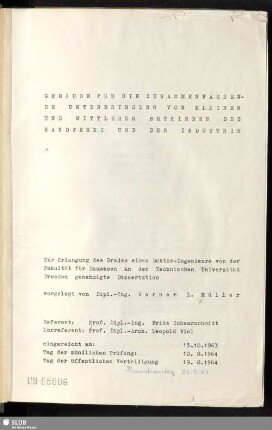 GEBÄUDE FÜR DIE ZUSAMMENFASSEN-
DE UNTERBRINGUNG VON KLEINEN
UND MITTLEREN BETRIEBEN DES
HANDWERKS UND DER INDUSTRIE
Zur Erlangung des Grades eines Doktor-Ingenieurs von der
Fakultät für Bauwesen an der Technischen Universität
Dresden genehmigte Dissertation
vorgelegt von Dipl.-Ing. Werner L. Müller
Referent: Prof. Dipl.-Ing. Fritz Schaarschmidt
Korreferent: Prof. Dipl.-Arch. Leopold Wiel
eingereicht am: 15.10.1963
Tag der mündlichen Prüfung: 10. 8.1964
Tag der öffentlichen Verteidigung 19. 8.1964
SLUB
Wir führen Wissen.